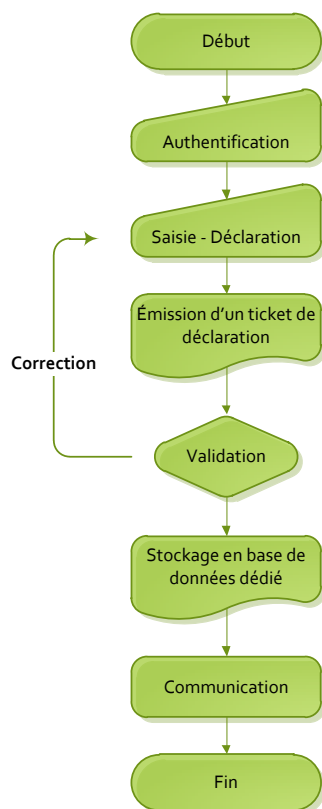 Début
Authentification
Saisie - Déclaration
Émission d’un ticket de
déclaration
Correction
Validation
Stockage en base de
données dédié
Communication
Fin